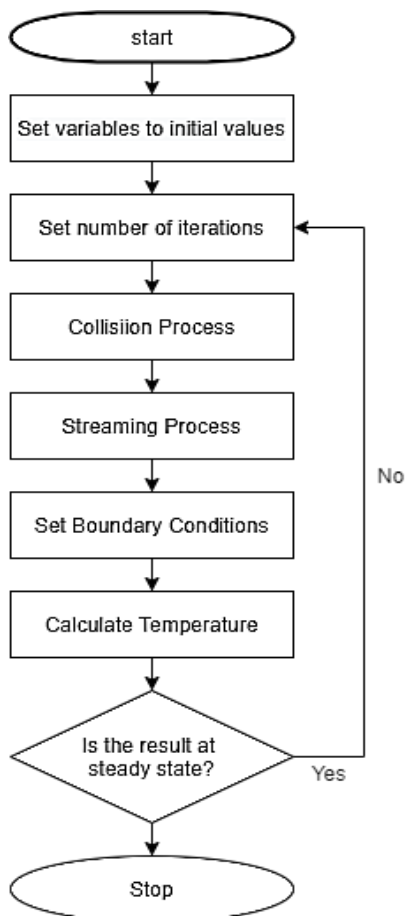 start
Set variables to initial values
Set number of iterations
Collisiion Process
Streaming Process
No
Set Boundary Conditions
Calculate Temperature
Is the result at
steady state?
Yes
Stop